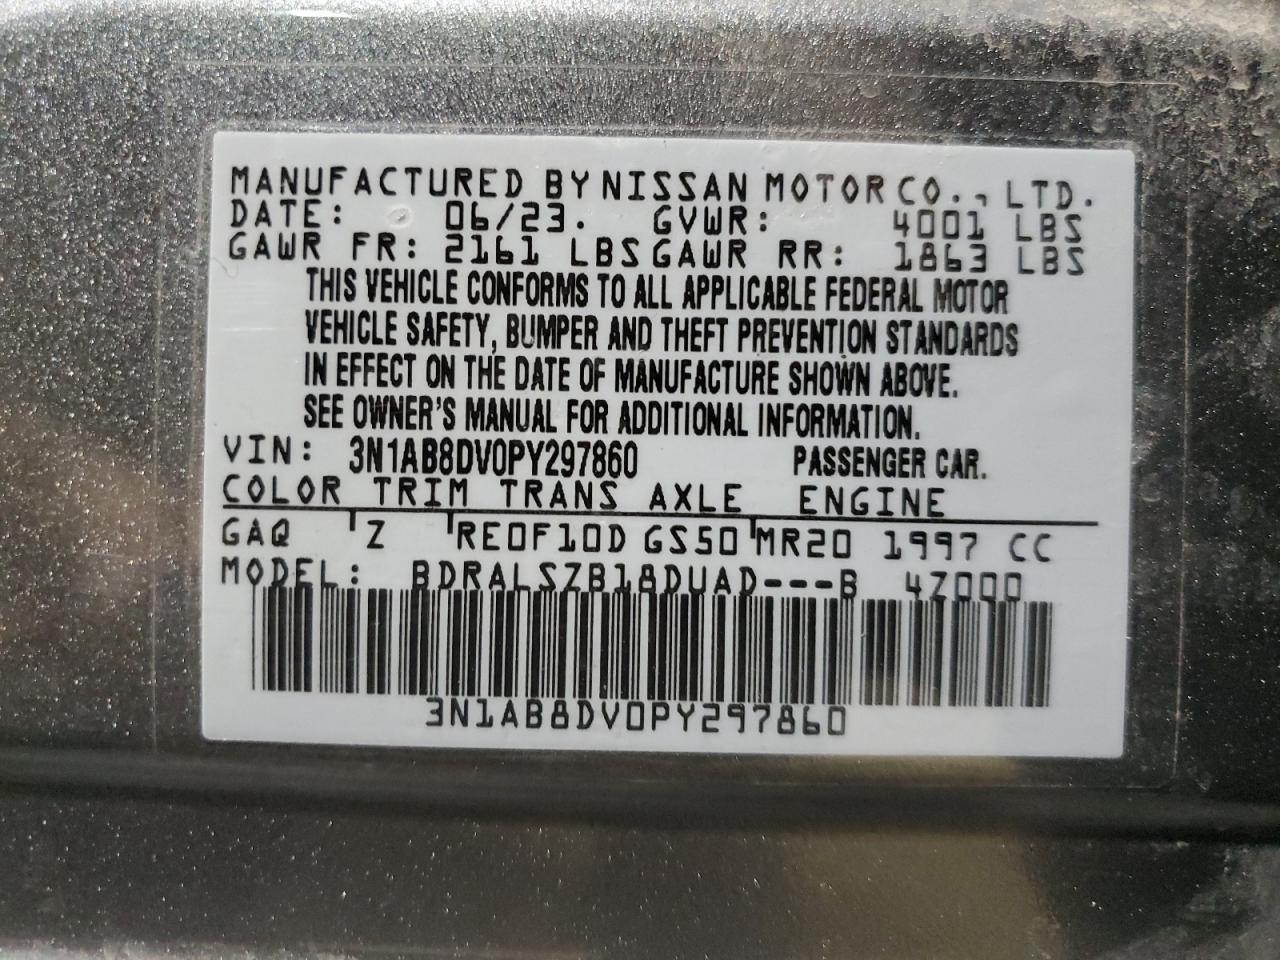 MANUFACTURED BY NISSAN MOTOR CO., LTD.
DATE: 06/23. GVWR: 4001 LBS
GAWR FR: 2161 LBS GAWR RR: 1863 LBS
THIS VEHICLE CONFORMS TO ALL APPLICABLE FEDERAL MOTOR
VEHICLE SAFETY, BUMPER AND THEFT PREVENTION STANDARDS
IN EFFECT ON THE DATE OF MANUFACTURE SHOWN ABOVE.
SEE OWNER'S MANUAL FOR ADDITIONAL INFORMATION.
VIN: 3N1AB8DV0PY297860 PASSENGER CAR.
COLOR TRIM TRANS AXLE ENGINE
GAQ Z RE0F10D GS50 MR20 1997 CC
MODEL: BDRALSZB18DUAD---B 4Z000
3N1AB8DV0PY297860